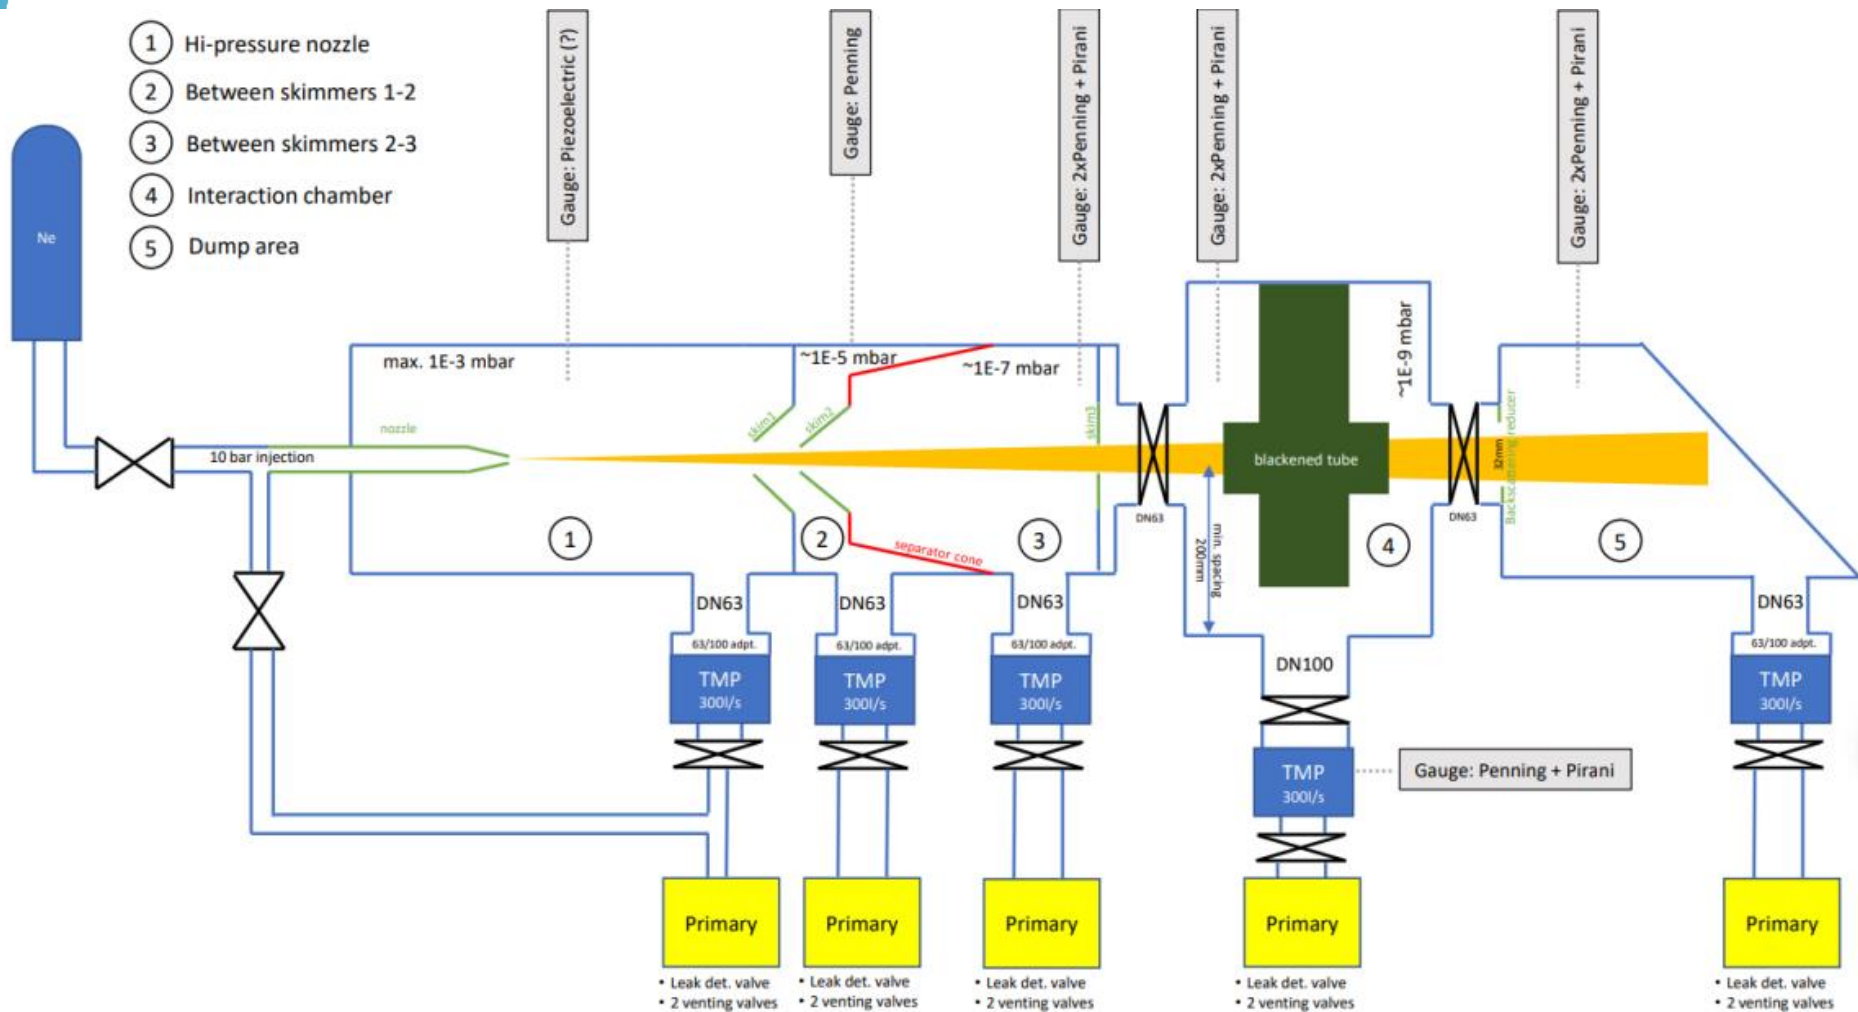 1 Hi-pressure nozzle
2 Between skimmers 1-2
3 Between skimmers 2-3
4 Interaction chamber
5 Dump area
Ne
Gauge: Piezoelectric (?)
Gauge: Penning
Gauge: 2xPenning + Pirani
Gauge: 2xPenning + Pirani
Gauge: 2xPenning + Pirani
max. 1E-3 mbar
~1E-5 mbar
~1E-7 mbar
~1E-9 mbar
nozzle
10 bar injection
skim1
skim2
skim3
blackened tube
32mm
Backscattering reducer
DN63
DN63
separator cone
min. spacing
200mm
1
2
3
4
5
DN63
DN63
DN63
DN100
DN63
63/100 adpt.
63/100 adpt.
63/100 adpt.
63/100 adpt.
TMP
300l/s
TMP
300l/s
TMP
300l/s
TMP
300l/s
TMP
300l/s
Gauge: Penning + Pirani
Primary
Primary
Primary
Primary
Primary
• Leak det. valve
• 2 venting valves
• Leak det. valve
• 2 venting valves
• Leak det. valve
• 2 venting valves
• Leak det. valve
• 2 venting valves
• Leak det. valve
• 2 venting valves